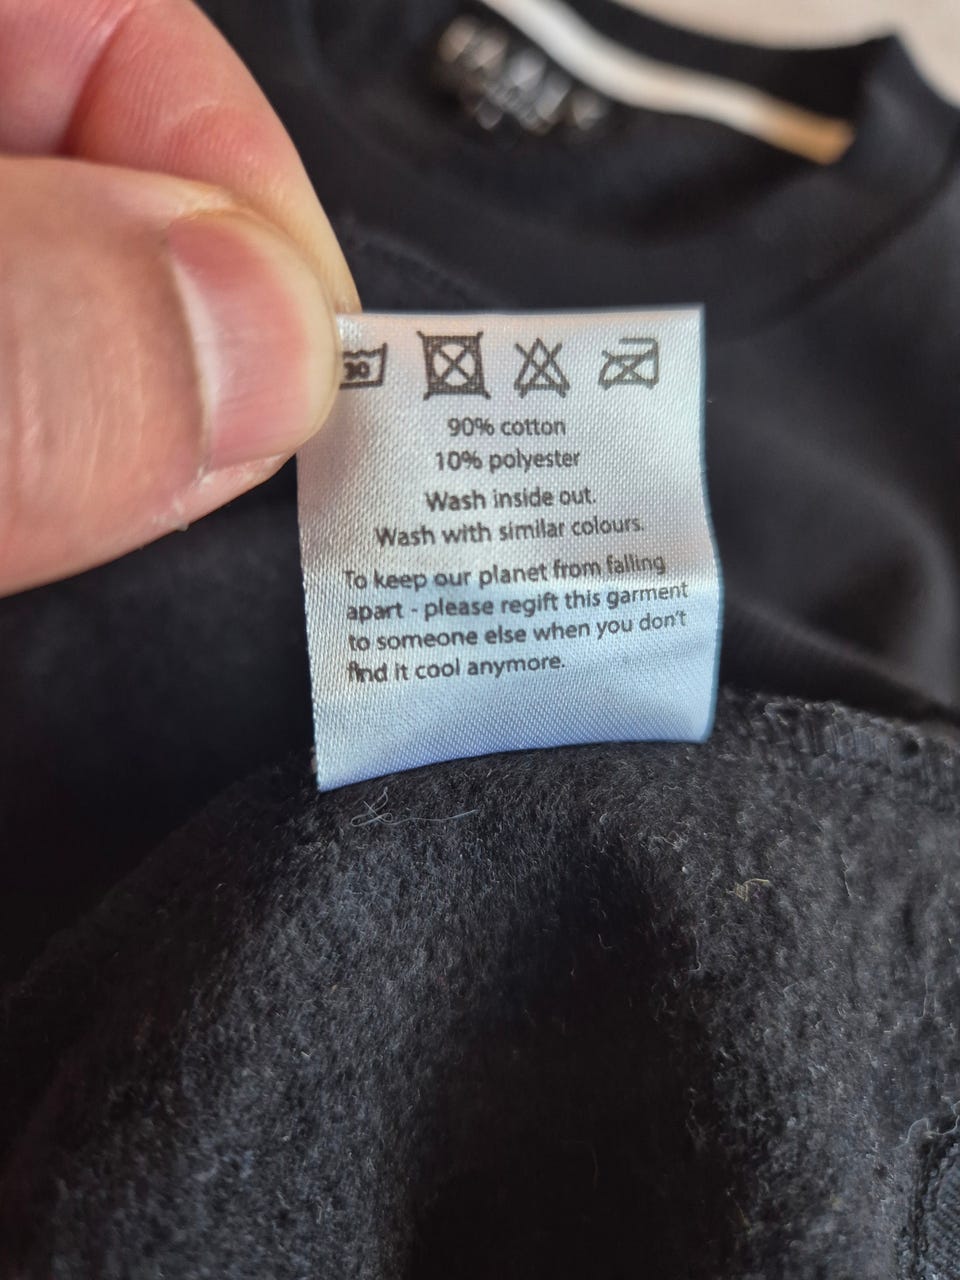 30
90% cotton
10% polyester
Wash inside out.
Wash with similar colours.
To keep our planet from falling
apart - please regift this garment
to someone else when you don't
find it cool anymore.